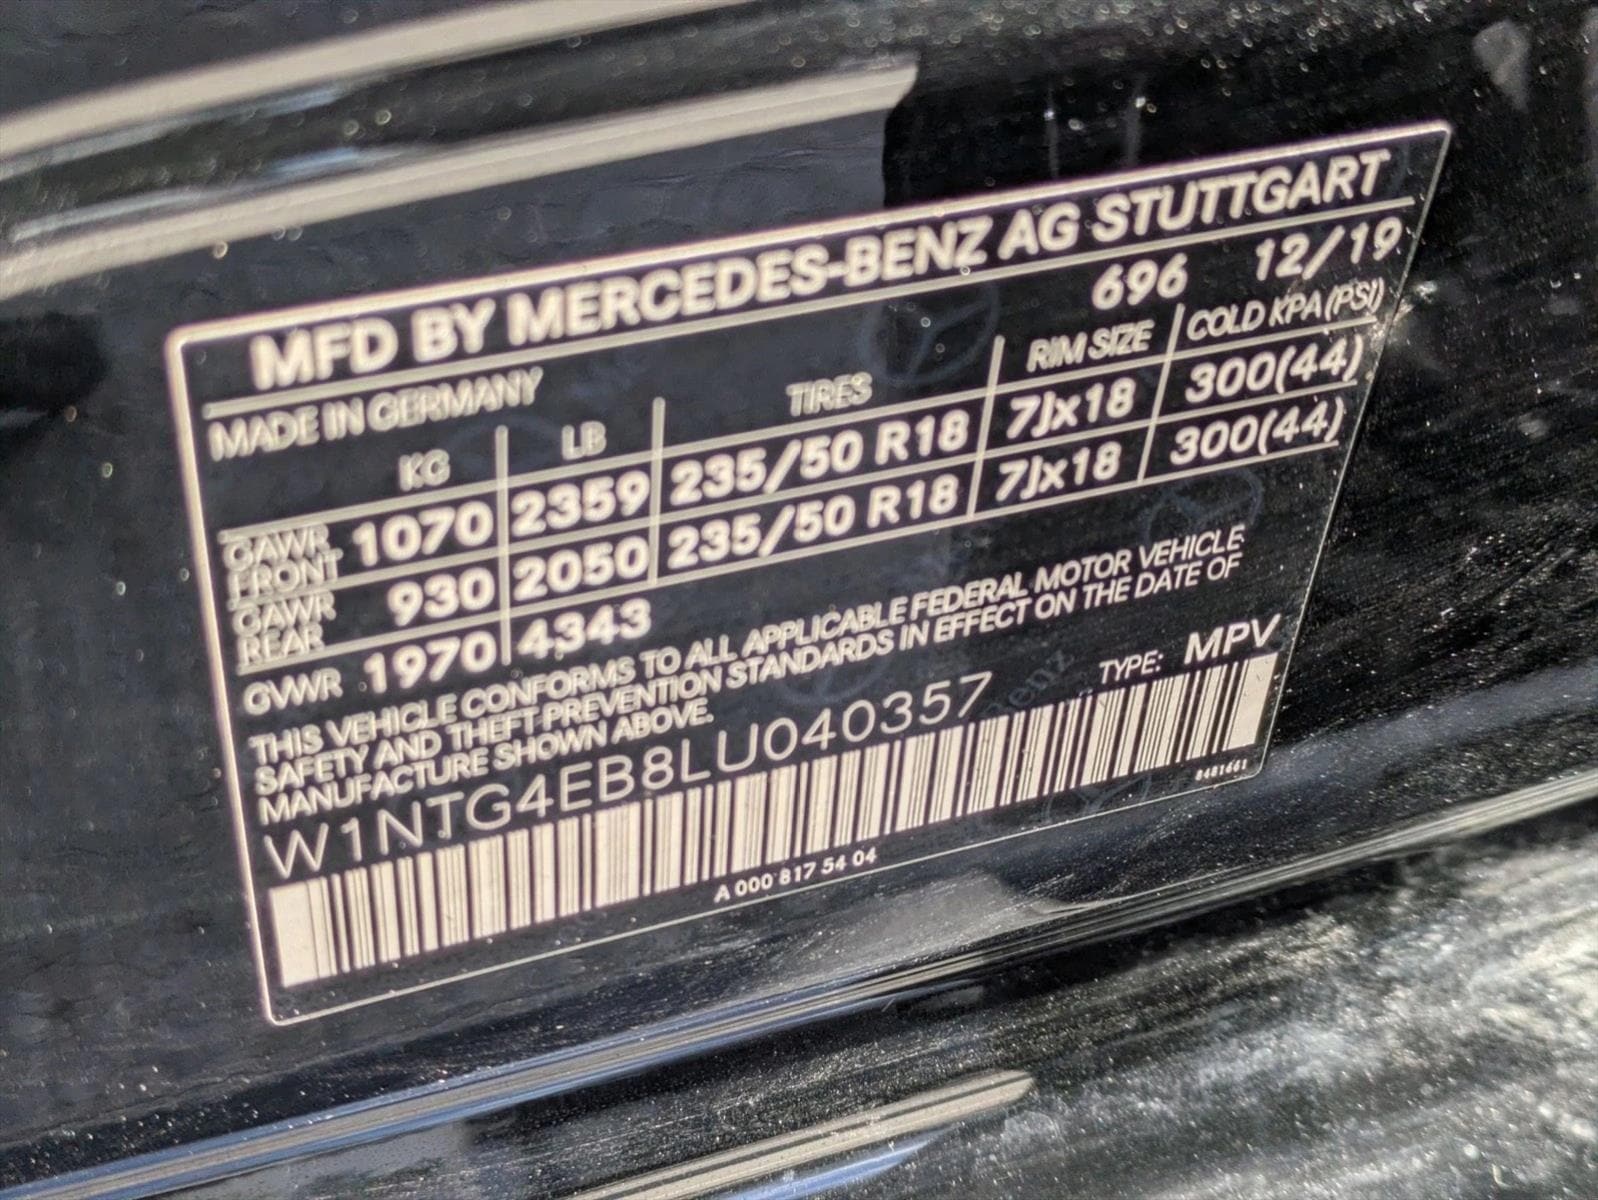 MFD BY MERCEDES-BENZ AG STUTTGART
MADE IN GERMANY 696 12/19
KG LB TIRES RIM SIZE COLD KPA(PSI)
GAWR FRONT 1070 2359 235/50 R18 7Jx18 300(44)
GAWR REAR 930 2050 235/50 R18 7Jx18 300(44)
GVWR 1970 4343
THIS VEHICLE CONFORMS TO ALL APPLICABLE FEDERAL MOTOR VEHICLE
SAFETY AND THEFT PREVENTION STANDARDS IN EFFECT ON THE DATE OF
MANUFACTURE SHOWN ABOVE.
W1NTG4EB8LU040357 TYPE: MPV
A 000 817 54 04